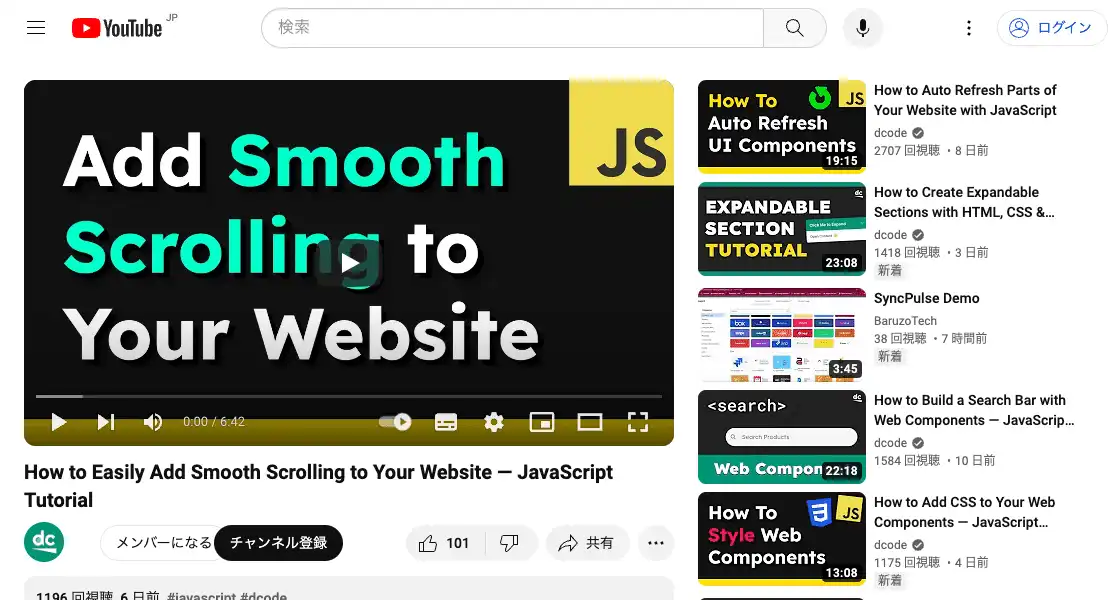 YouTube JP
検索
ログイン
Add Smooth
Scrolling to
Your Website
JS
0:00 / 6:42
How to Easily Add Smooth Scrolling to Your Website — JavaScript
Tutorial
dc
メンバーになる
チャンネル登録
101
共有
1196 回視聴 6 日前 #javascript #dcode
How To
Auto Refresh
UI Components
JS
19:15
How to Auto Refresh Parts of
Your Website with JavaScript
dcode
2707 回視聴 ・8 日前
EXPANDABLE
SECTION
TUTORIAL
dc
Click Me to Expand
23:08
How to Create Expandable
Sections with HTML, CSS &…
dcode
1418 回視聴 ・3 日前
新着
box
3:45
SyncPulse Demo
BaruzoTech
38 回視聴 ・7 時間前
新着
<search>
dc
Search Products
Web Compon
22:18
How to Build a Search Bar with
Web Components — JavaScrip…
dcode
1584 回視聴 ・10 日前
How To
Style Web
Components
JS
13:08
How to Add CSS to Your Web
Components — JavaScript…
dcode
1175 回視聴 ・4 日前
新着